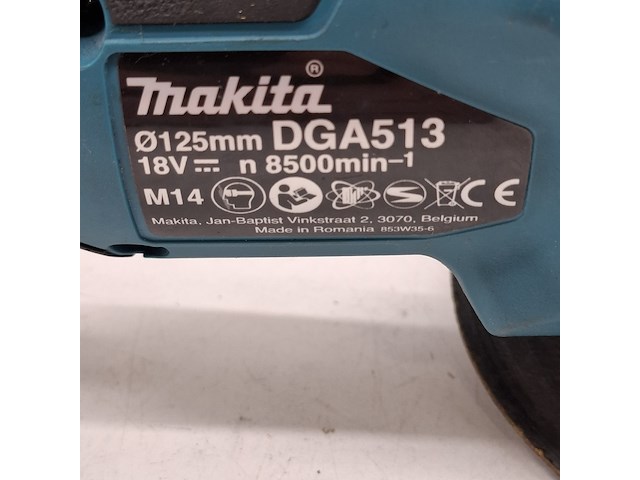 makita®
Ø125mm DGA513
18V⎓ n 8500min⁻¹
M14 CE
Makita, Jan-Baptist Vinkstraat 2, 3070, Belgium
Made in Romania 853W35-6